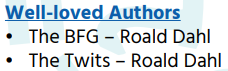 Well-loved Authors
• The BFG – Roald Dahl
• The Twits – Roald Dahl